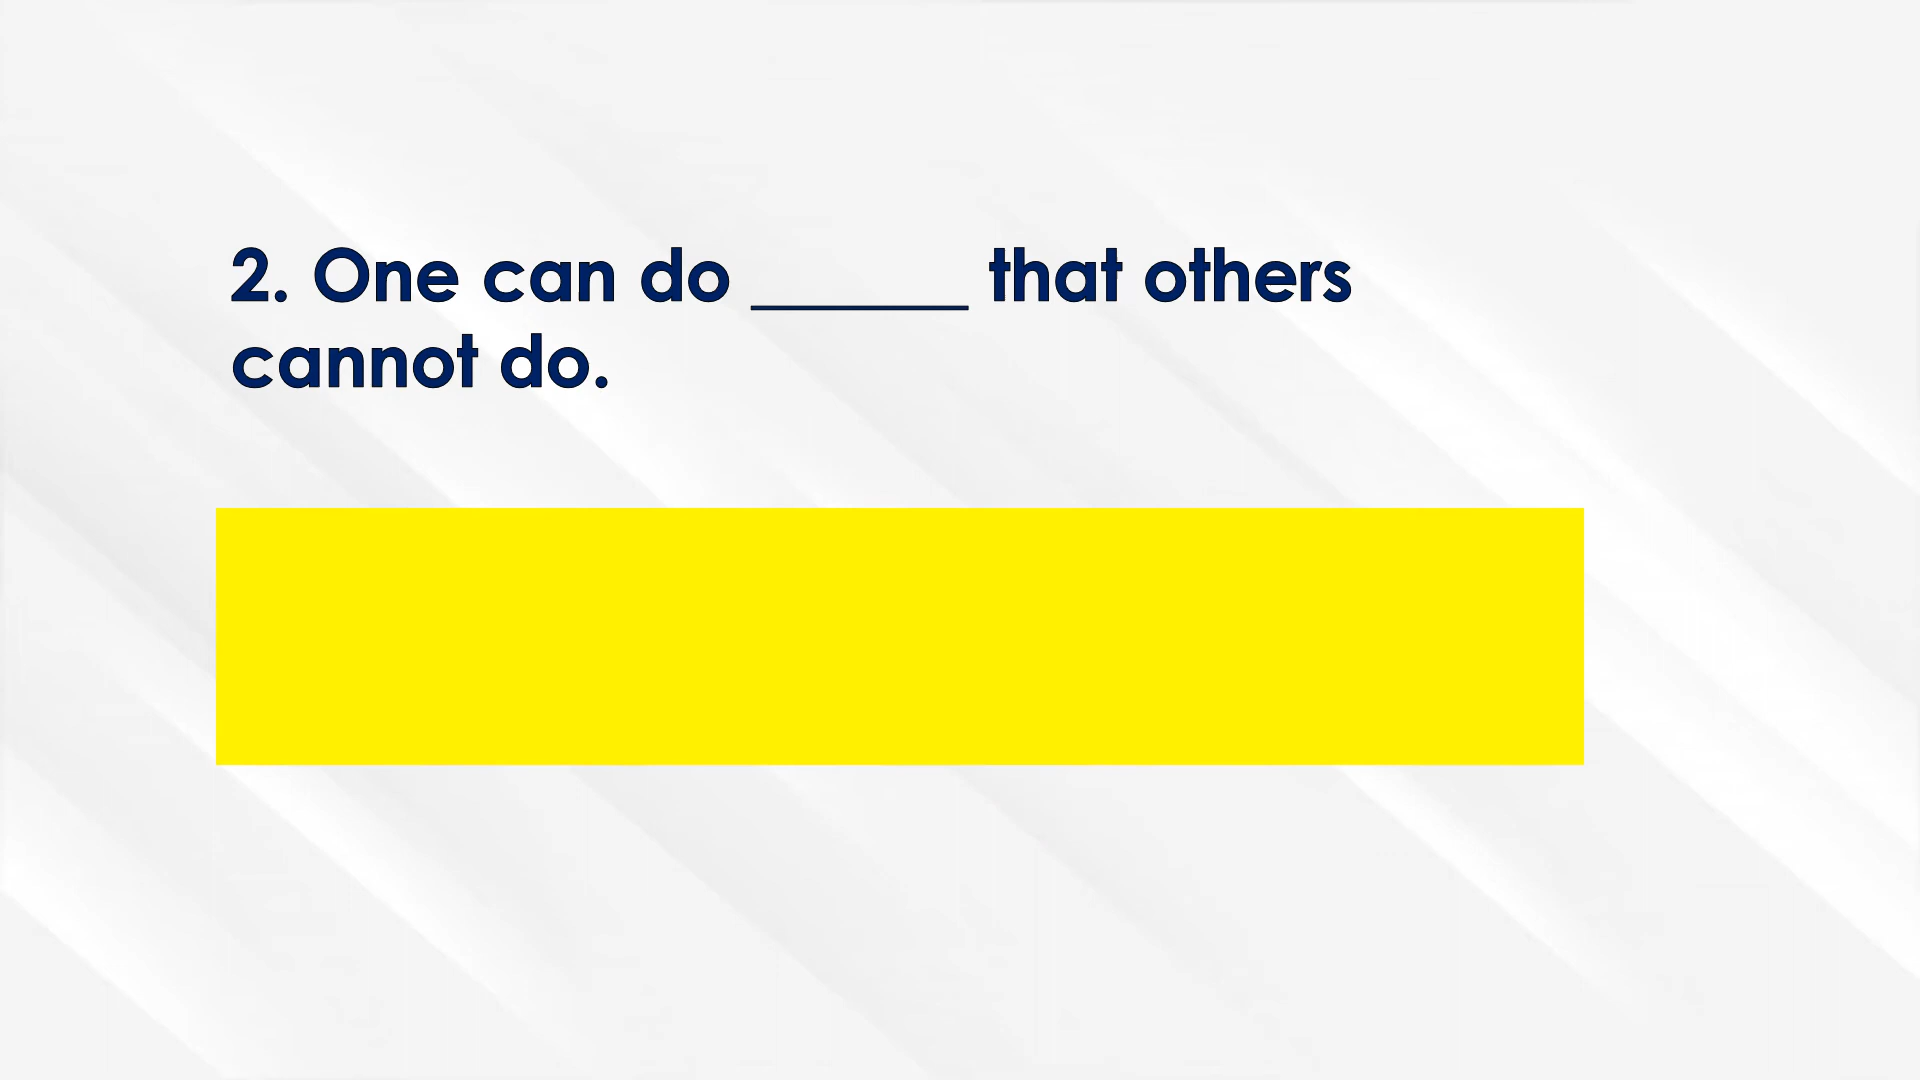 2. One can do ______ that others
cannot do.